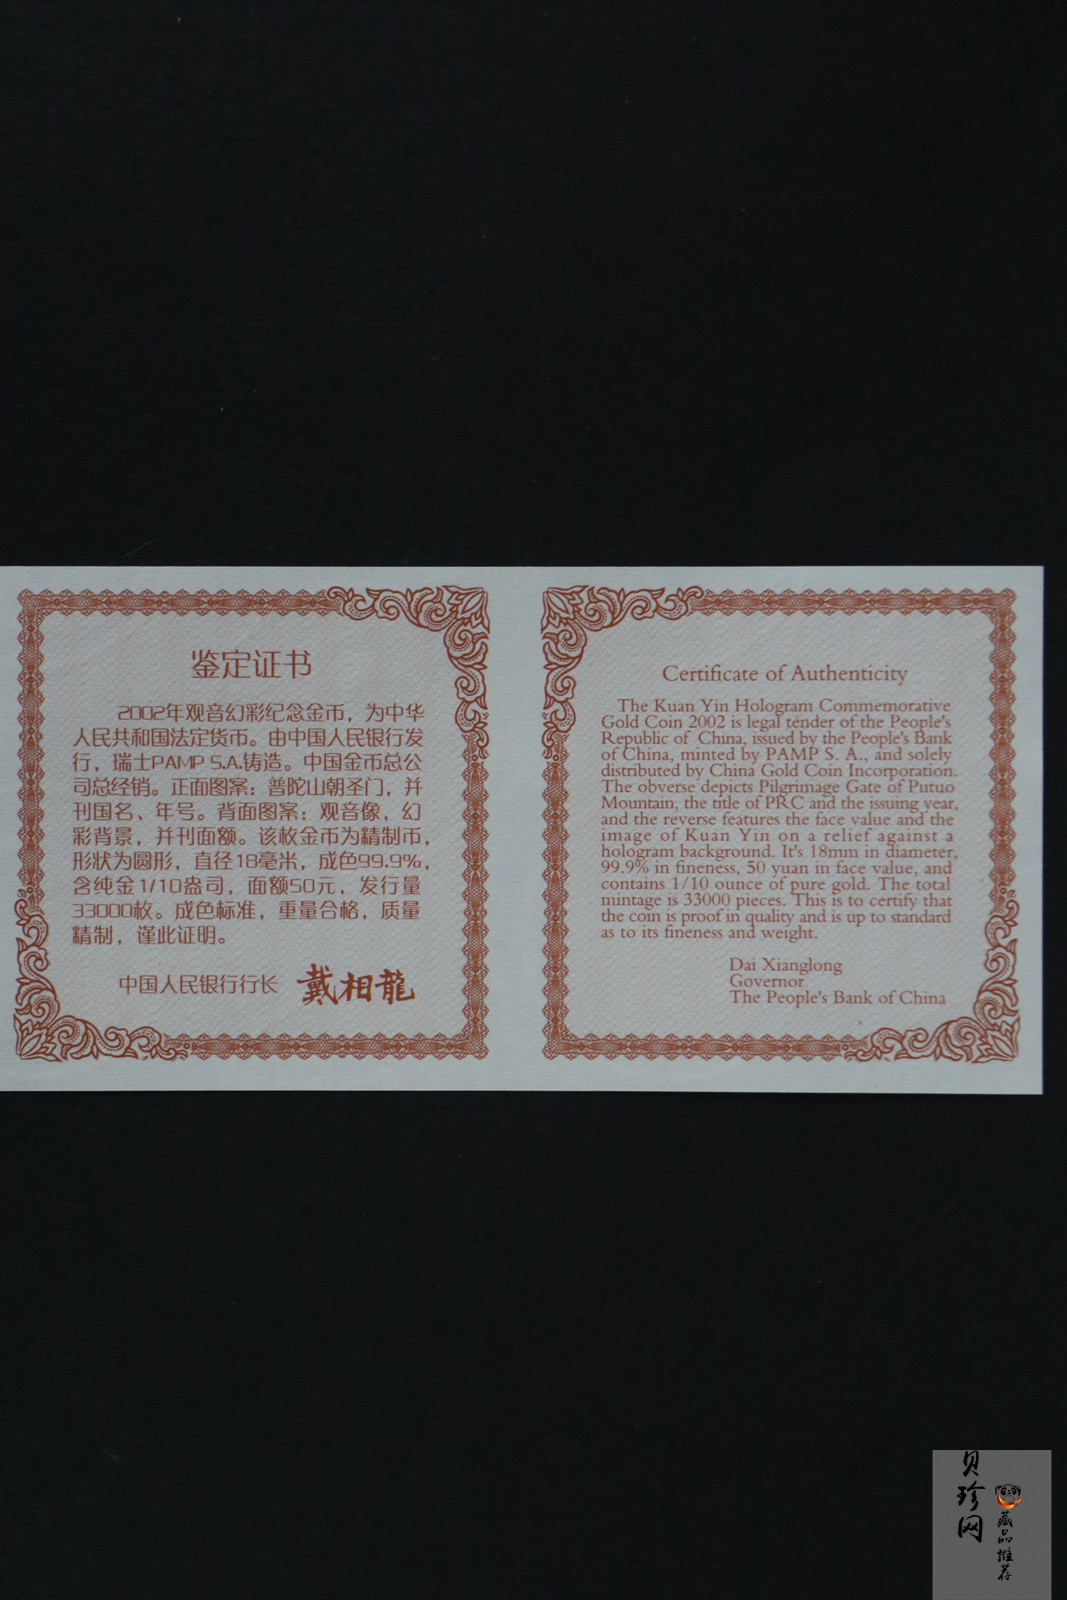 鉴定证书
2002年观音幻彩纪念金币，为中华
人民共和国法定货币。由中国人民银行发
行，瑞士PAMP S.A.铸造。中国金币总公
司总经销。正面图案：普陀山朝圣门，并
刊国名、年号。背面图案：观音像，幻
彩背景，并刊面额。该枚金币为精制币，
形状为圆形，直径18毫米，成色99.9%，
含纯金1/10盎司，面额50元，发行量
33000枚。成色标准，重量合格，质量
精制，谨此证明。
中国人民银行行长 戴相龍
Certificate of Authenticity
The Kuan Yin Hologram Commemorative
Gold Coin 2002 is legal tender of the People's
Republic of China, issued by the People's Bank
of China, minted by PAMP S. A., and solely
distributed by China Gold Coin Incorporation.
The obverse depicts Pilgrimage Gate of Putuo
Mountain, the title of PRC and the issuing year,
and the reverse features the face value and the
image of Kuan Yin on a relief against a
hologram background. It's 18mm in diameter,
99.9% in fineness, 50 yuan in face value, and
contains 1/10 ounce of pure gold. The total
mintage is 33000 pieces. This is to certify that
the coin is proof in quality and is up to standard
as to its fineness and weight.
Dai Xianglong
Governor
The People's Bank of China
贝珍网
藏品推荐